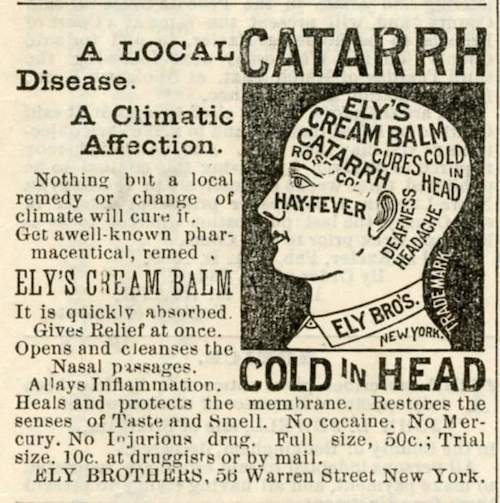 A LOCAL
Disease.
A Climatic
Affection.
Nothing but a local
remedy or change of
climate will cure it.
Get awell-known phar-
maceutical, remed
ELY'S CREAM BALM
It is quickly absorbed.
Gives Relief at once.
Opens and cleanses the
Nasal passages.
Allays Inflammation.
CATARRH
ELY'S
CREAM BALM
CURES COLD
IN
HEAD
CATARRH
ROSE COLD
HAY-FEVER
DEAFNESS
HEADACHE
ELY BRO'S.
NEW YORK.
TRADEMARK.
COLD IN HEAD
Heals and protects the membrane. Restores the
senses of Taste and Smell. No cocaine. No Mer-
cury. No Injurious drug. Full size, 50c.; Trial
size. 10c. at druggists or by mail.
ELY BROTHERS, 56 Warren Street New York.